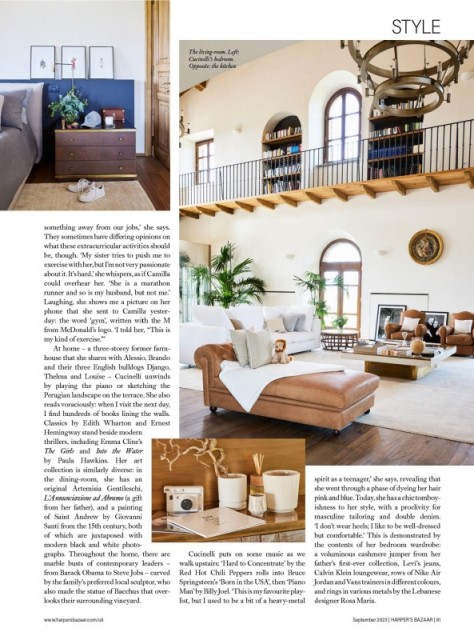 STYLE
The living-room. Left:
Cucinelli's bedroom.
Opposite: the kitchen
something away from our jobs,' she says.
They sometimes have differing opinions on
what these extracurricular activities should
be, though. 'My sister tries to push me to
exercise with her, but I'm not very passionate
about it. It's hard,' she whispers, as if Camilla
could overhear her. 'She is a marathon
runner and so is my husband, but not me.'
Laughing, she shows me a picture on her
phone that she sent to Camilla yester-
day: the word 'gym', written with the M
from McDonald's logo. 'I told her, "This is
my kind of exercise."'
At home – a three-storey former farm-
house that she shares with Alessio, Brando
and their three English bulldogs Django,
Thelma and Louise – Cucinelli unwinds
by playing the piano or sketching the
Perugian landscape on the terrace. She also
reads voraciously: when I visit the next day,
I find hundreds of books lining the walls.
Classics by Edith Wharton and Ernest
Hemingway stand beside modern
thrillers, including Emma Cline's
The Girls and Into the Water
by Paula Hawkins. Her art
collection is similarly diverse: in
the dining-room, she has an
original Artemisia Gentileschi,
L'Annunciazione ad Abramo (a gift
from her father), and a painting
of Saint Andrew by Giovanni
Santi from the 15th century, both
of which are juxtaposed with
modern black and white photo-
graphs. Throughout the home, there are
marble busts of contemporary leaders –
from Barack Obama to Steve Jobs – carved
by the family's preferred local sculptor, who
also made the statue of Bacchus that over-
looks their surrounding vineyard.
Cucinelli puts on some music as we
walk upstairs: 'Hard to Concentrate' by the
Red Hot Chili Peppers rolls into Bruce
Springsteen's 'Born in the USA', then 'Piano
Man' by Billy Joel. 'This is my favourite play-
list, but I used to be a bit of a heavy-metal
spirit as a teenager,' she says, revealing that
she went through a phase of dyeing her hair
pink and blue. Today, she has a chic tomboy-
ishness to her style, with a proclivity for
masculine tailoring and double denim.
'I don't wear heels; I like to be well-dressed
but comfortable.' This is demonstrated by
the contents of her bedroom wardrobe:
a voluminous cashmere jumper from her
father's first-ever collection, Levi's jeans,
Calvin Klein loungewear, rows of Nike Air
Jordan and Vans trainers in different colours,
and rings in various metals by the Lebanese
designer Rosa Maria.
www.harpersbazaar.com/uk
September 2023 | HARPER'S BAZAAR |